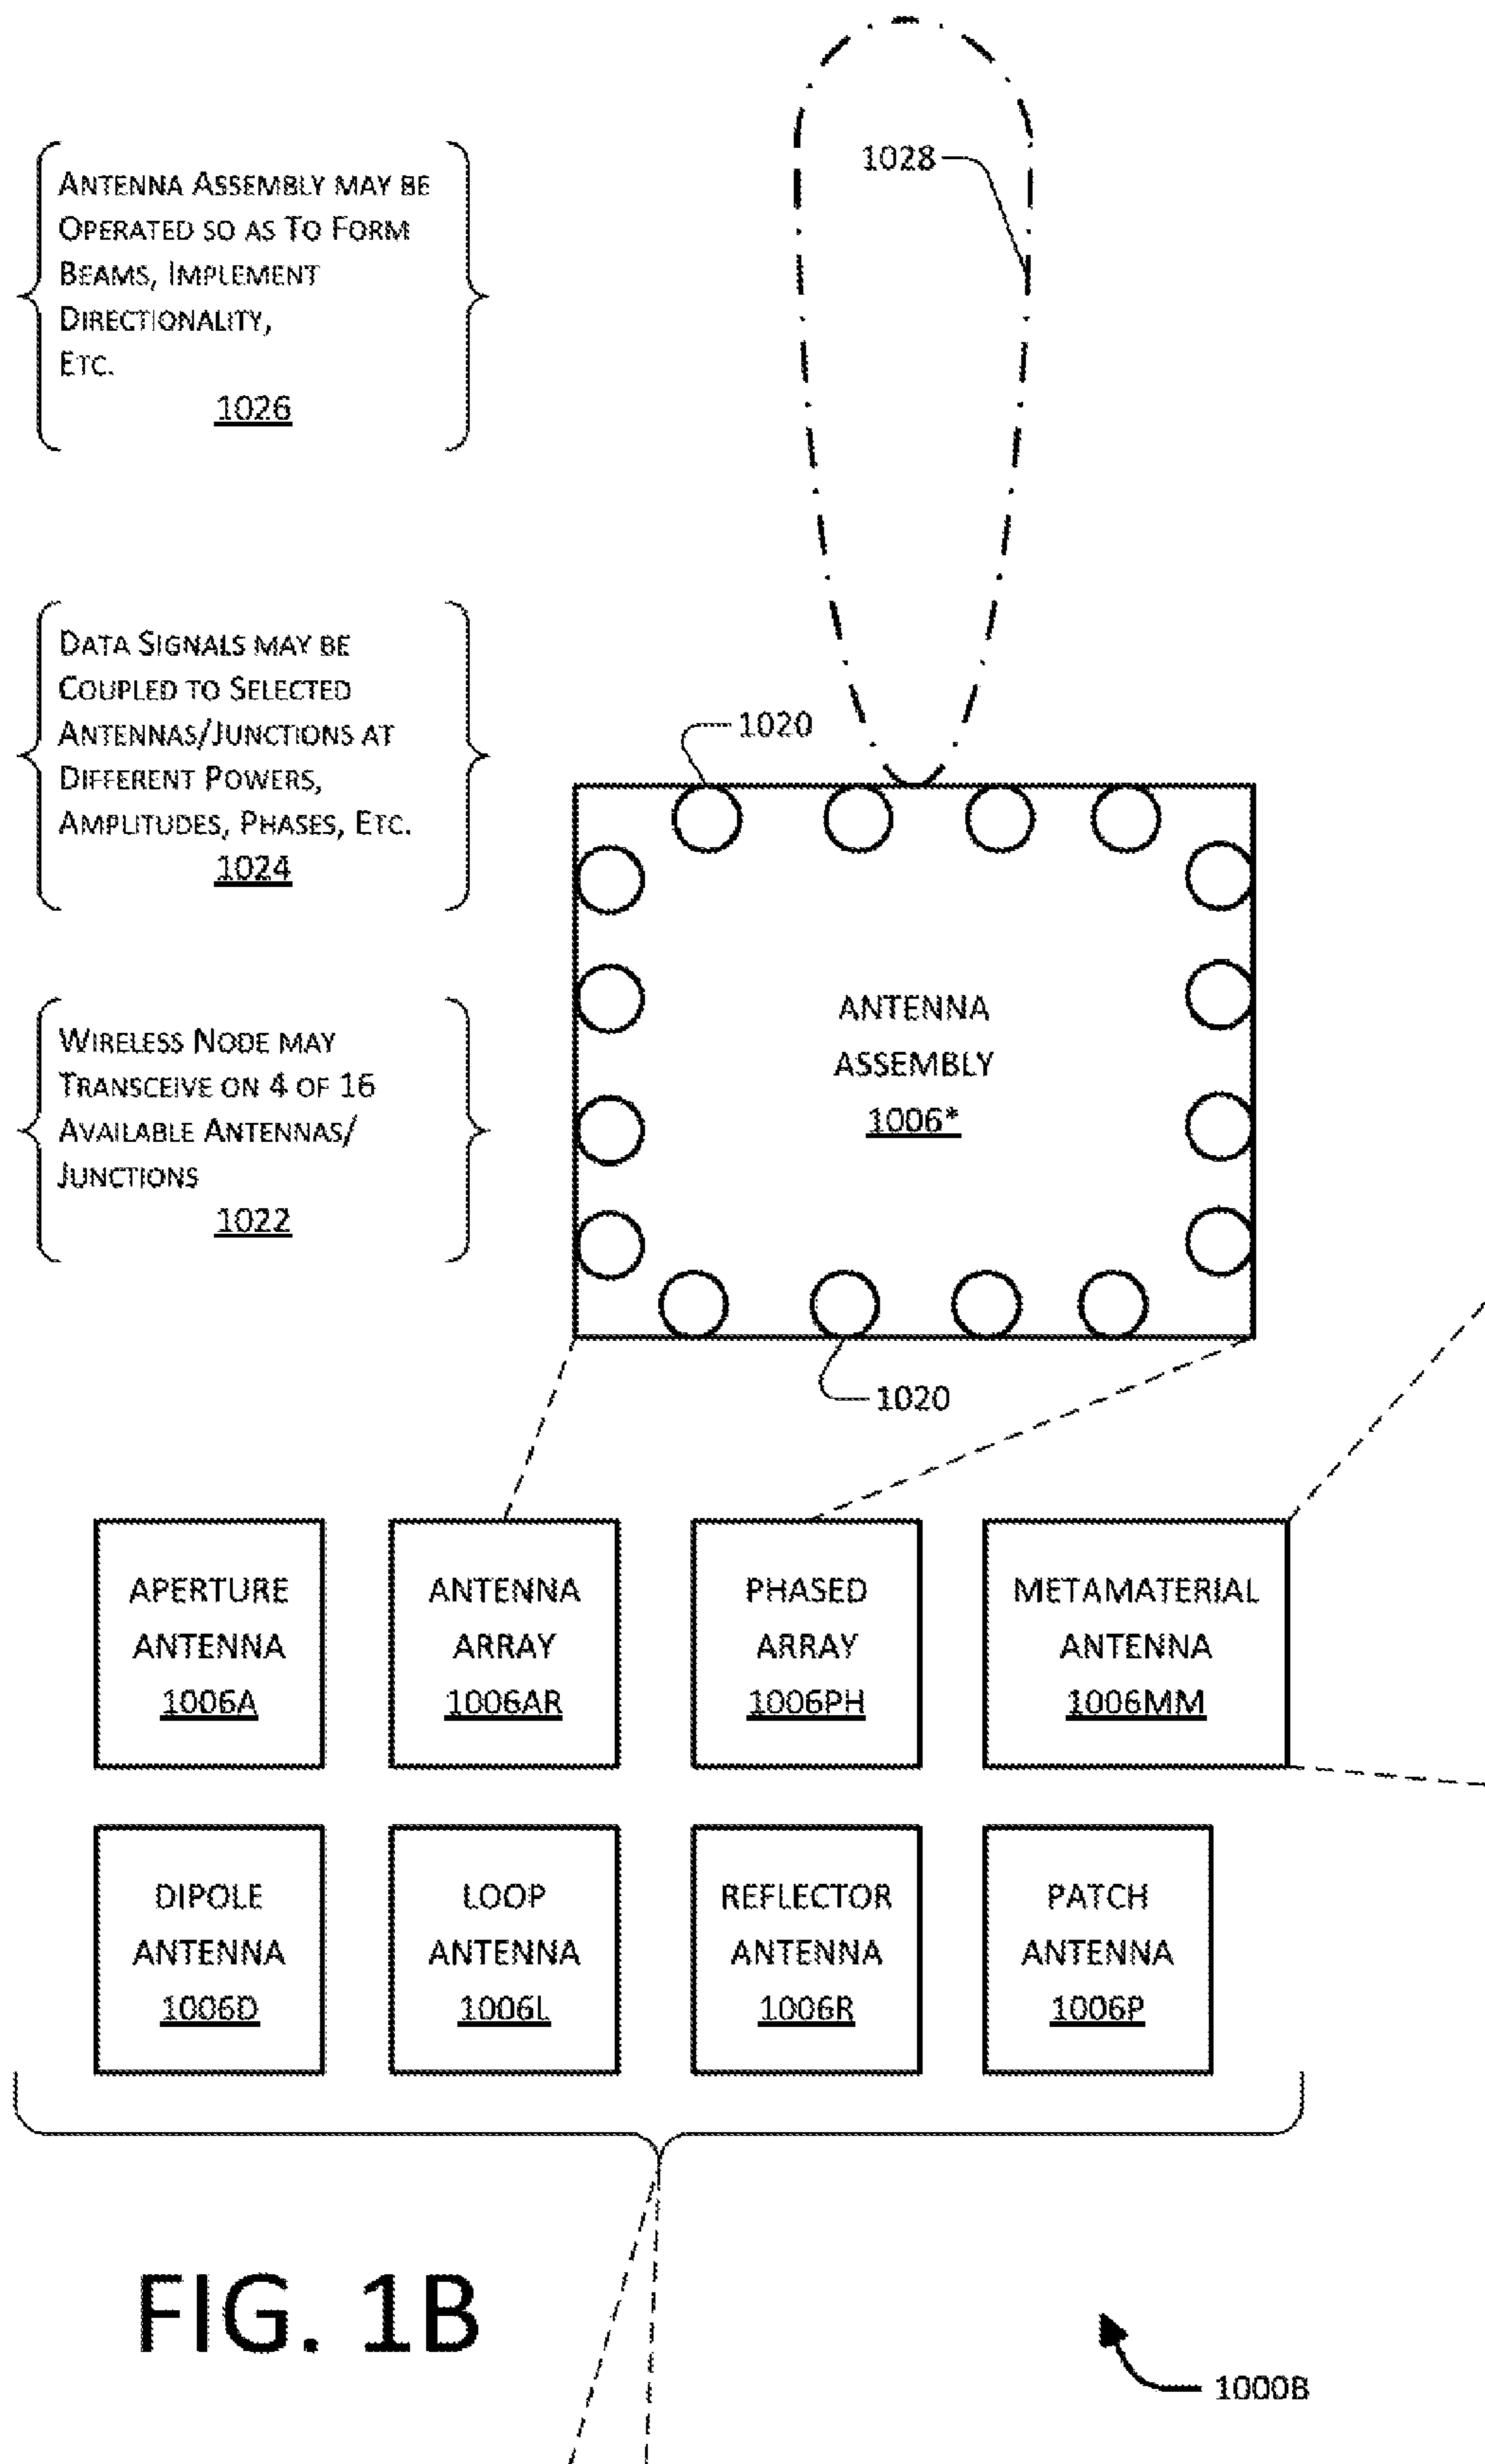 1028
ANTENNA ASSEMBLY MAY BE
OPERATED SO AS TO FORM
BEAMS, IMPLEMENT
DIRECTIONALITY,
ETC.
1026
DATA SIGNALS MAY BE
COUPLED TO SELECTED
ANTENNAS/JUNCTIONS AT
DIFFERENT POWERS,
AMPLITUDES, PHASES, ETC.
1024
1020
WIRELESS NODE MAY
TRANSCEIVE ON 4 OF 16
AVAILABLE ANTENNAS/
JUNCTIONS
1022
ANTENNA
ASSEMBLY
1006*
1020
APERTURE
ANTENNA
1006A
ANTENNA
ARRAY
1006AR
PHASED
ARRAY
1006PH
METAMATERIAL
ANTENNA
1006MM
DIPOLE
ANTENNA
1006D
LOOP
ANTENNA
1006L
REFLECTOR
ANTENNA
1006R
PATCH
ANTENNA
1006P
FIG. 1B
1000B